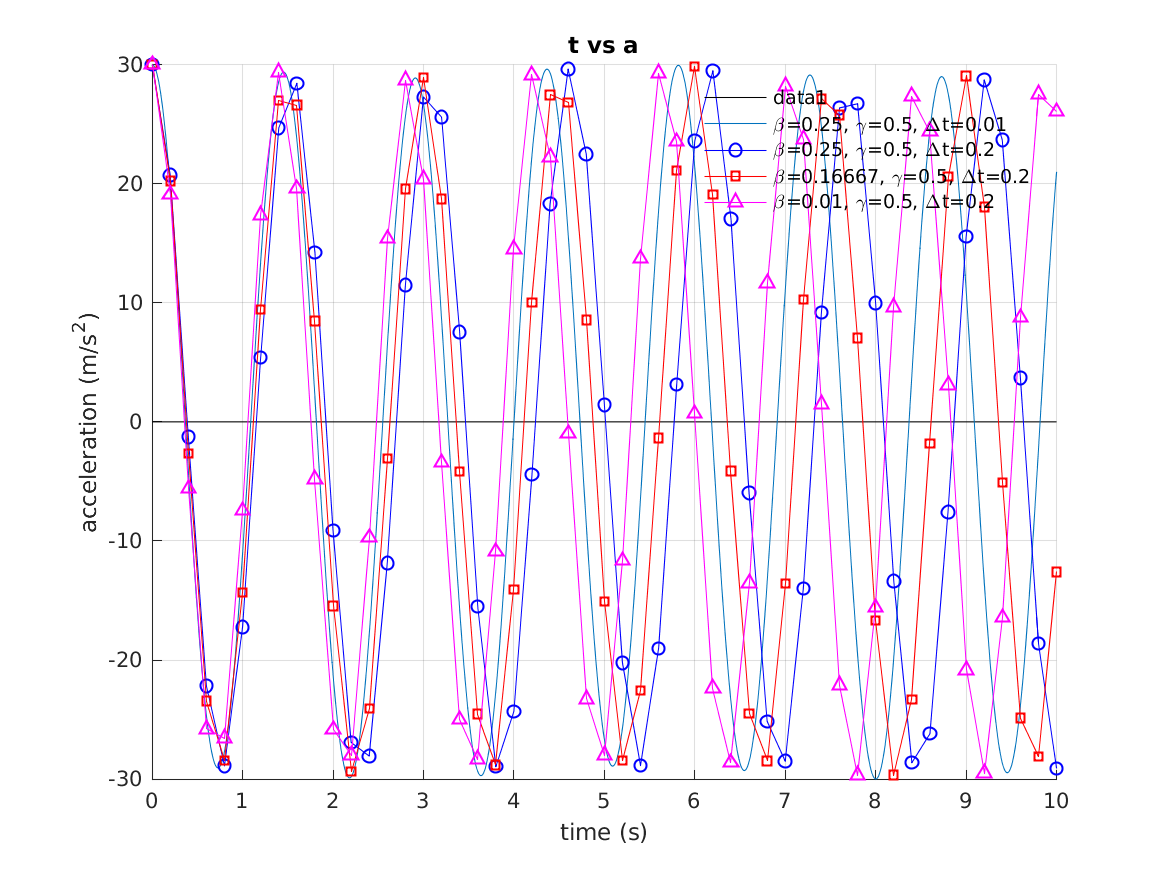 t vs a
30
20
10
0
-10
-20
-30
acceleration (m/s²)
data1
β=0.25, γ=0.5, Δt=0.01
β=0.25, γ=0.5, Δt=0.2
β=0.16667, γ=0.5, Δt=0.2
β=0.01, γ=0.5, Δt=0.2
0 1 2 3 4 5 6 7 8 9 10
time (s)